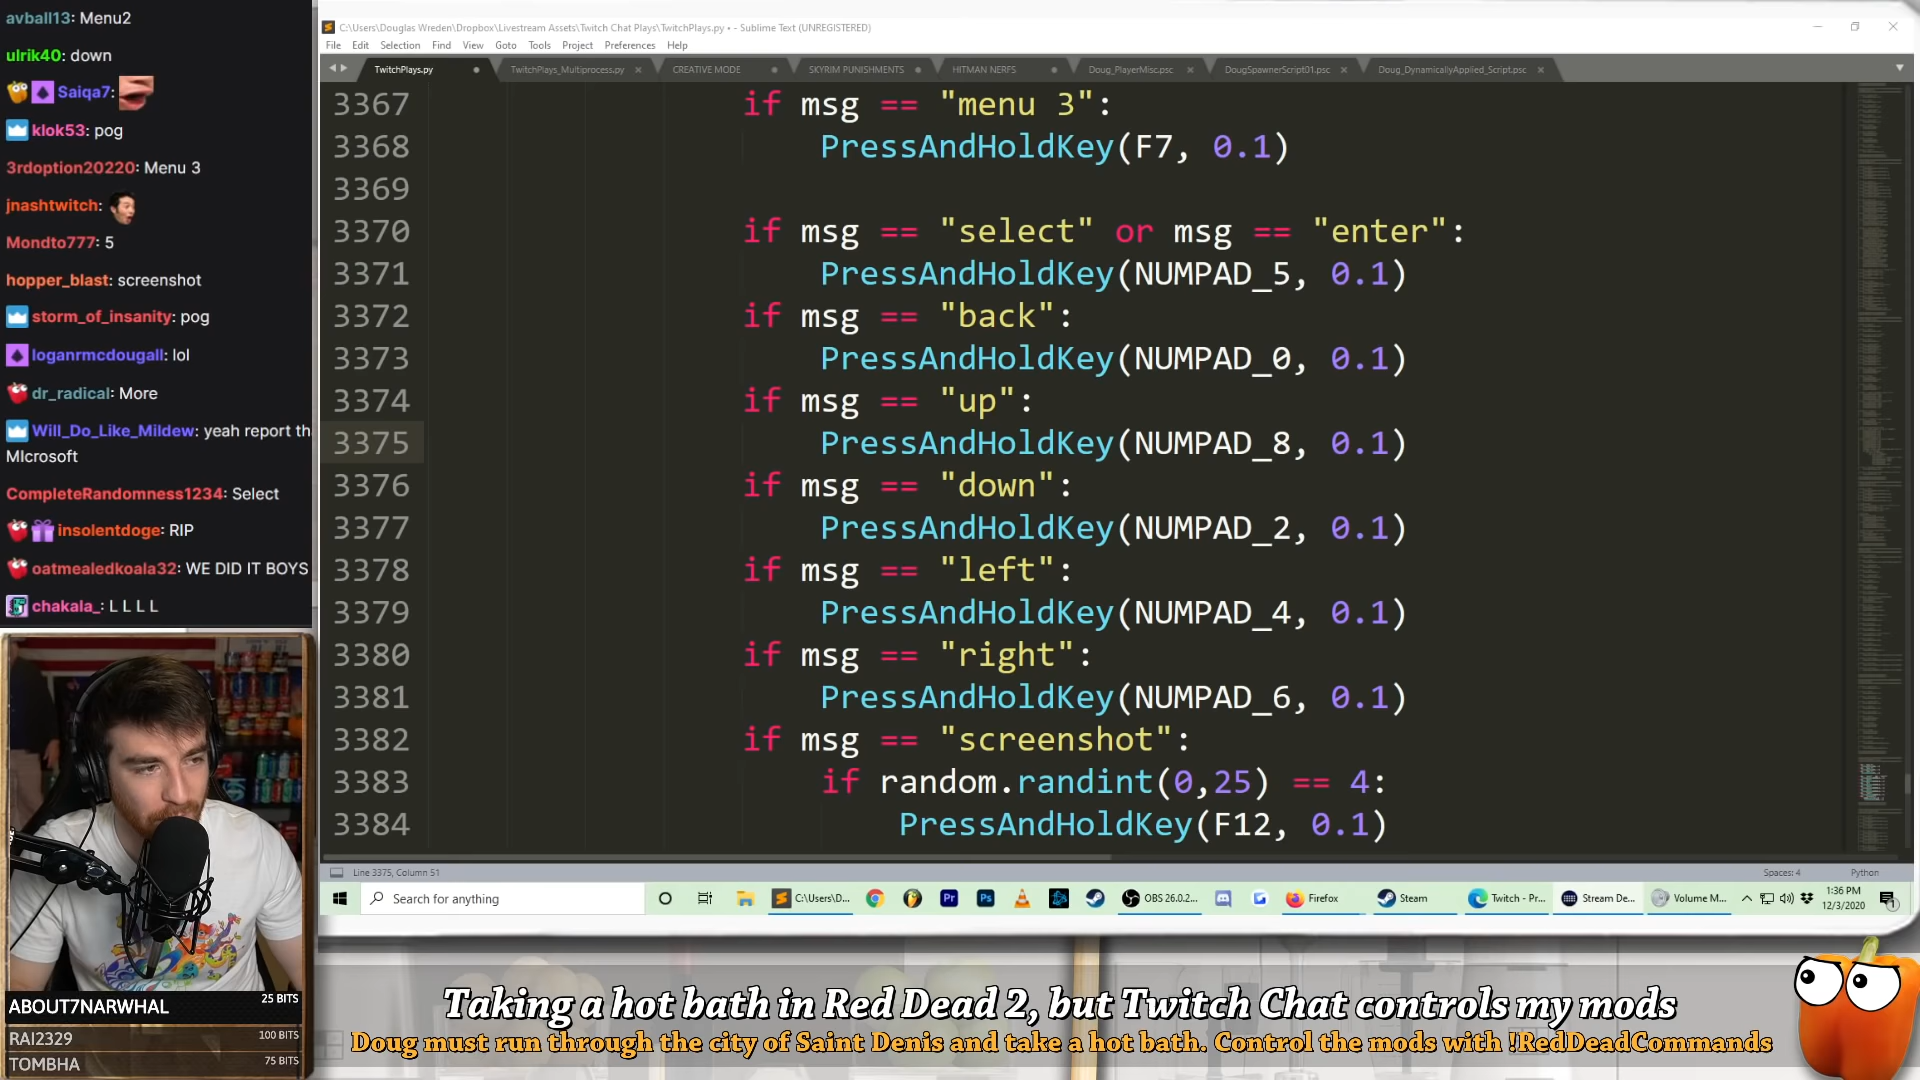 avball13: Menu2
ulrik40: down
Saiqa7:
klok53: pog
3rdoption20220: Menu 3
jnashtwitch:
Mondto777: 5
hopper_blast: screenshot
storm_of_insanity: pog
loganrmcdougall: lol
dr_radical: More
Will_Do_Like_Mildew: yeah report th
MIcrosoft
CompleteRandomness1234: Select
insolentdoge: RIP
oatmealedkoala32: WE DID IT BOYS
chakala_: L L L L
ABOUT7NARWHAL 25 BITS
RAI2329 100 BITS
TOMBHA 75 BITS
C:\Users\Douglas Wreden\Dropbox\Livestream Assets\Twitch Chat Plays\TwitchPlays.py • - Sublime Text (UNREGISTERED)
File Edit Selection Find View Goto Tools Project Preferences Help
TwitchPlays.py TwitchPlays_Multiprocess.py CREATIVE MODE SKYRIM PUNISHMENTS HITMAN NERFS Doug_PlayerMisc.psc DougSpawnerScript01.psc Doug_DynamicallyApplied_Script.psc
3367 if msg == "menu 3":
3368 PressAndHoldKey(F7, 0.1)
3369
3370 if msg == "select" or msg == "enter":
3371 PressAndHoldKey(NUMPAD_5, 0.1)
3372 if msg == "back":
3373 PressAndHoldKey(NUMPAD_0, 0.1)
3374 if msg == "up":
3375 PressAndHoldKey(NUMPAD_8, 0.1)
3376 if msg == "down":
3377 PressAndHoldKey(NUMPAD_2, 0.1)
3378 if msg == "left":
3379 PressAndHoldKey(NUMPAD_4, 0.1)
3380 if msg == "right":
3381 PressAndHoldKey(NUMPAD_6, 0.1)
3382 if msg == "screenshot":
3383 if random.randint(0,25) == 4:
3384 PressAndHoldKey(F12, 0.1)
Line 3375, Column 51 Spaces: 4 Python
Search for anything C:\Users\D... Pr Ps OBS 26.0.2... Firefox Steam Twitch - Pr... Stream De... Volume M... 1:36 PM
12/3/2020 1
Taking a hot bath in Red Dead 2, but Twitch Chat controls my mods
Doug must run through the city of Saint Denis and take a hot bath. Control the mods with !RedDeadCommands